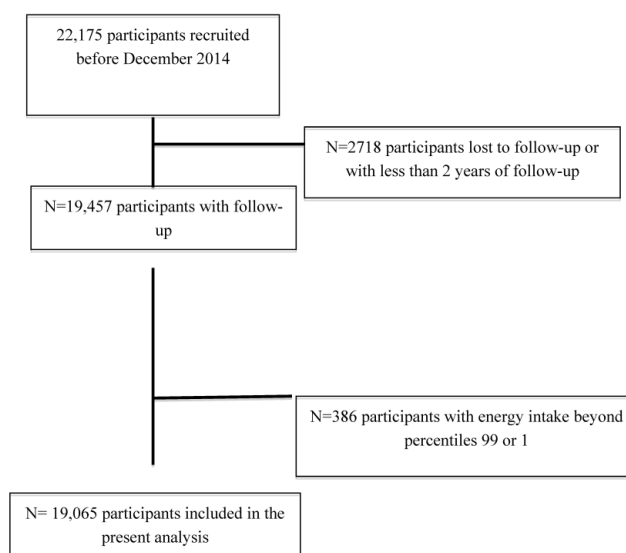 22,175 participants recruited
before December 2014
N=2718 participants lost to follow-up or
with less than 2 years of follow-up
N=19,457 participants with follow-
up
N=386 participants with energy intake beyond
percentiles 99 or 1
N= 19,065 participants included in the
present analysis